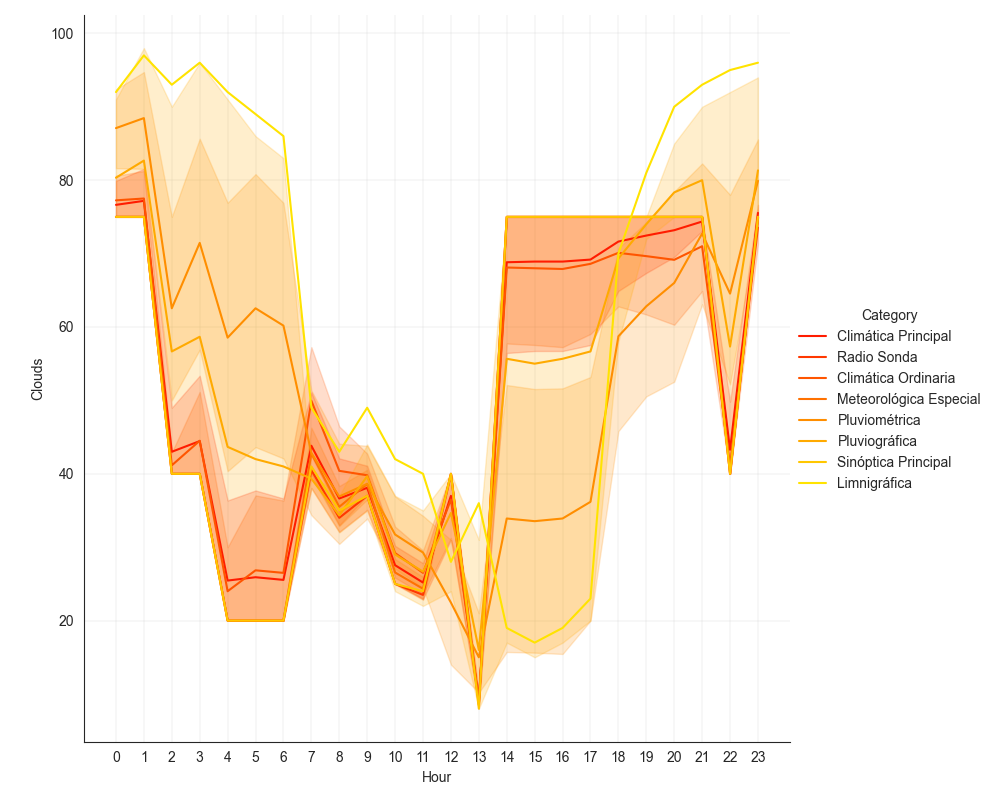 100
80
60
40
20
Clouds
0 1 2 3 4 5 6 7 8 9 10 11 12 13 14 15 16 17 18 19 20 21 22 23
Hour
Category
Climática Principal
Radio Sonda
Climática Ordinaria
Meteorológica Especial
Pluviométrica
Pluviográfica
Sinóptica Principal
Limnigráfica